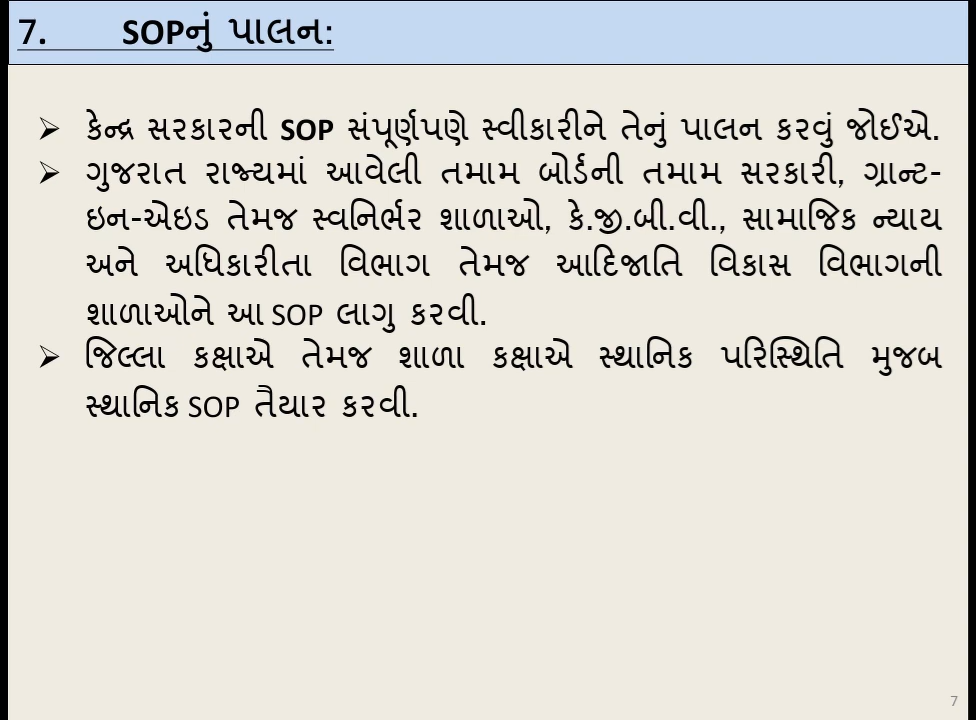 7. SOPનું પાલન:
➢ કેન્દ્ર સરકારની SOP સંપૂર્ણપણે સ્વીકારીને તેનું પાલન કરવું જોઈએ.
➢ ગુજરાત રાજ્યમાં આવેલી તમામ બોર્ડની તમામ સરકારી, ગ્રાન્ટ-
ઇન-એઇડ તેમજ સ્વનિર્ભર શાળાઓ, કે.જી.બી.વી., સામાજિક ન્યાય
અને અધિકારીતા વિભાગ તેમજ આદિજાતિ વિકાસ વિભાગની
શાળાઓને આ SOP લાગુ કરવી.
➢ જિલ્લા કક્ષાએ તેમજ શાળા કક્ષાએ સ્થાનિક પરિસ્થિતિ મુજબ
સ્થાનિક SOP તૈયાર કરવી.
7